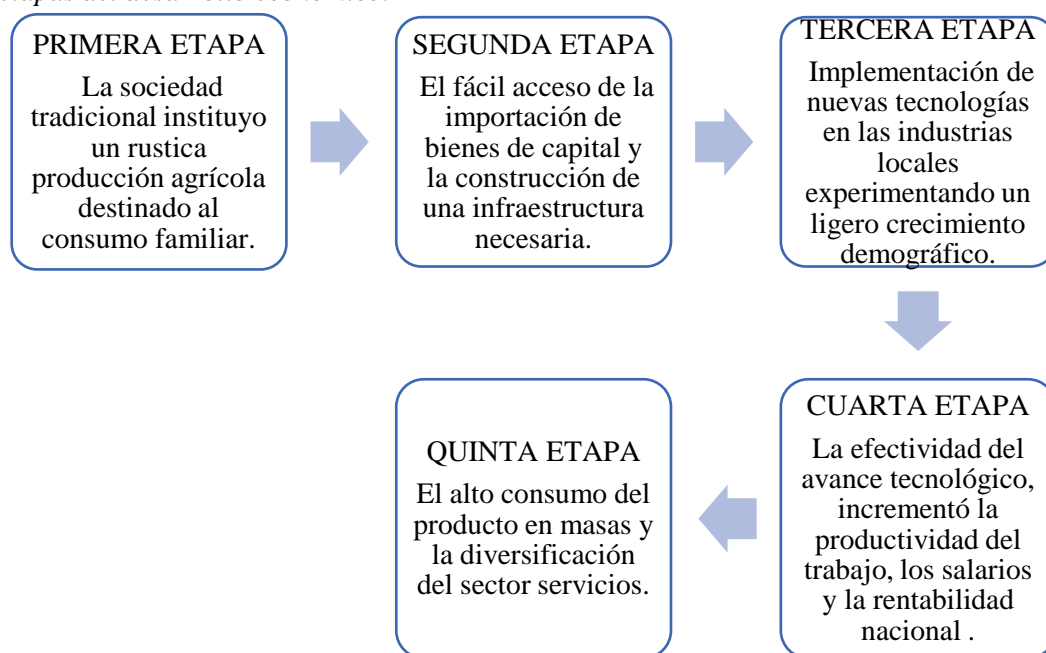 etapas del desarrollo económico.
PRIMERA ETAPA
La sociedad
tradicional instituyo
un rustica
producción agrícola
destinado al
consumo familiar.
SEGUNDA ETAPA
El fácil acceso de la
importación de
bienes de capital y
la construcción de
una infraestructura
necesaria.
TERCERA ETAPA
Implementación de
nuevas tecnologías
en las industrias
locales
experimentando un
ligero crecimiento
demográfico.
CUARTA ETAPA
La efectividad del
avance tecnológico,
incrementó la
productividad del
trabajo, los salarios
y la rentabilidad
nacional .
QUINTA ETAPA
El alto consumo del
producto en masas y
la diversificación
del sector servicios.